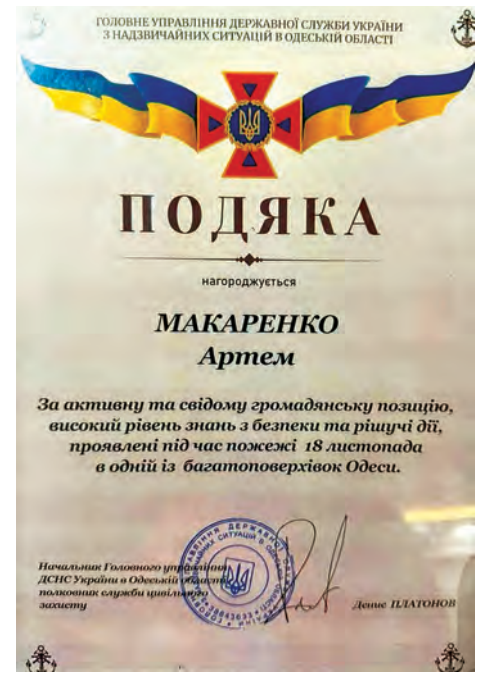 ГОЛОВНЕ УПРАВЛІННЯ ДЕРЖАВНОЇ СЛУЖБИ УКРАЇНИ
З НАДЗВИЧАЙНИХ СИТУАЦІЙ В ОДЕСЬКІЙ ОБЛАСТІ
ПОДЯКА
нагороджується
МАКАРЕНКО
Артем
За активну та свідому громадянську позицію,
високий рівень знань з безпеки та рішучі дії,
проявлені під час пожежі 18 листопада
в одній із багатоповерхівок Одеси.
Начальник Головного управління
ДСНС України в Одеській області
полковник служби цивільного
захисту
Денис ПЛАТОНОВ